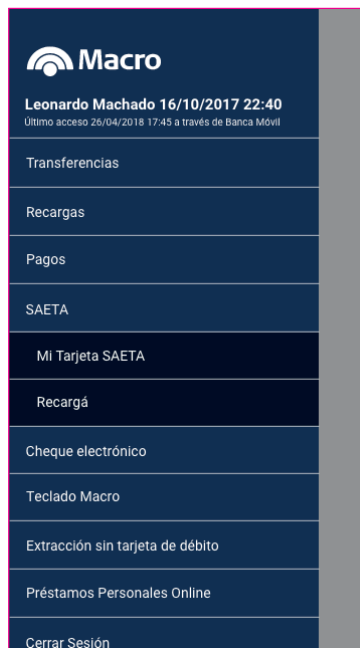 Macro
Leonardo Machado 16/10/2017 22:40
Último acceso 26/04/2018 17:45 a través de Banca Móvil
Transferencias
Recargas
Pagos
SAETA
Mi Tarjeta SAETA
Recargá
Cheque electrónico
Teclado Macro
Extracción sin tarjeta de débito
Préstamos Personales Online
Cerrar Sesión